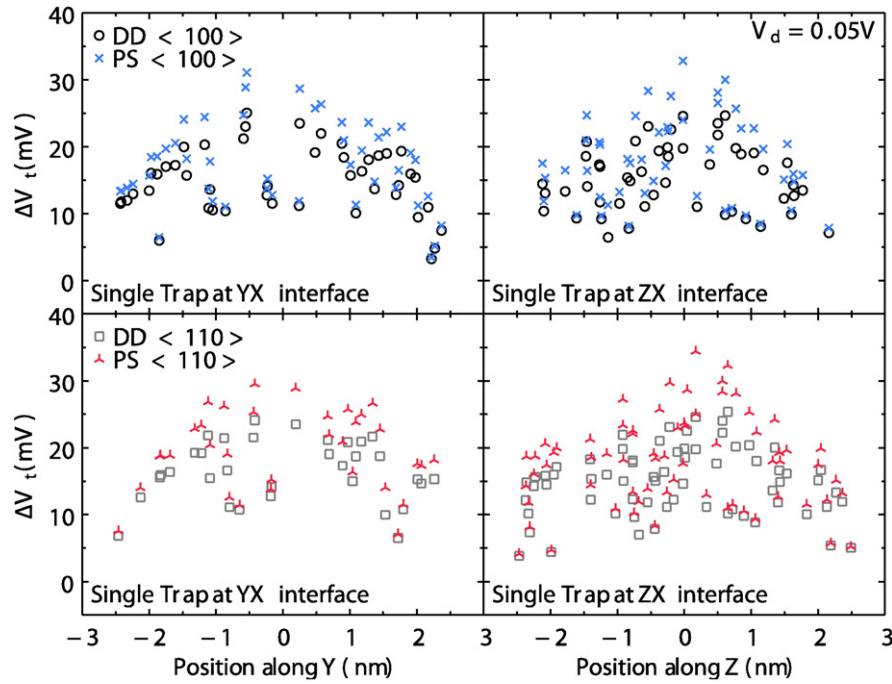 40
30
20
10
0
ΔV t (mV)
DD < 100 >
PS < 100 >
Single Trap at YX interface
V d = 0.05V
Single Trap at ZX interface
40
30
20
10
0
ΔV t (mV)
DD < 110 >
PS < 110 >
Single Trap at YX interface
Single Trap at ZX interface
−3 −2 −1 0 1 2 3 −2 −1 0 1 2 3
Position along Y ( nm) Position along Z ( nm)